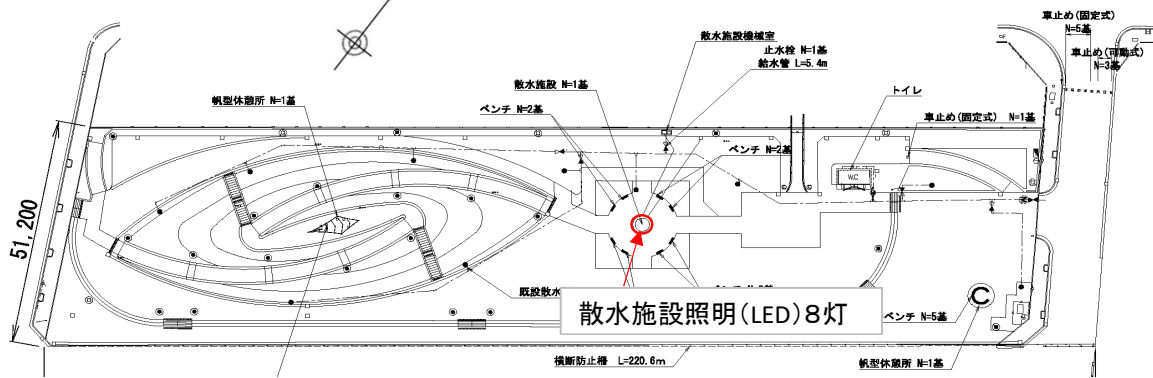 車止め(固定式)
N=5基
散水施設機械室
止水栓 N=1基
給水管 L=5.4m
車止め(可動式)
N=3基
散水施設 N=1基
トイレ
帆型休憩所 N=1基
ベンチ N=2基
車止め(固定式) N=1基
ベンチ N=2基
W.C
51,200
既設散水
散水施設照明(LED)8灯
ベンチ N=5基
横断防止柵 L=220.6m
帆型休憩所 N=1基